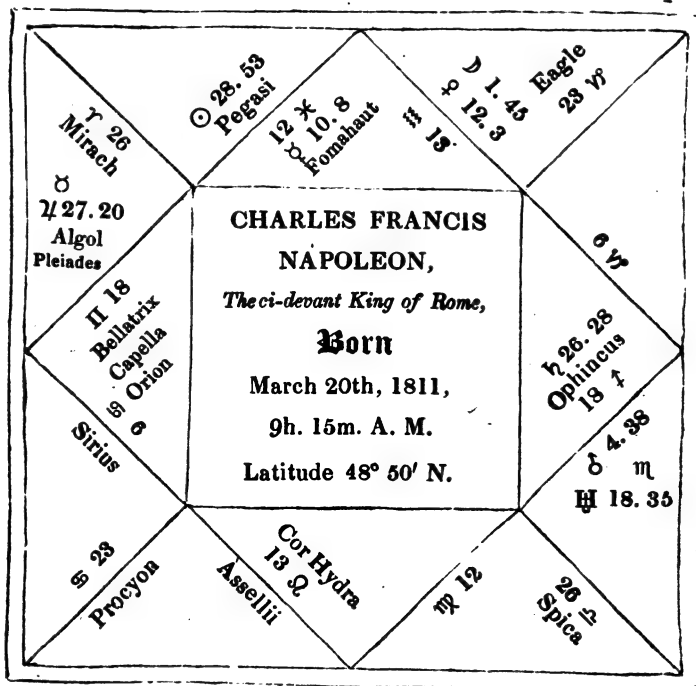 ☉ 28. 53
Pegasi
12 ♓
☿ 10. 8
Fomahaut
☽ 1. 45
♀ 12. 3
♒ 13
Eagle
23 ♑
♈ 26
Mirach
♉
♃ 27. 20
Algol
Pleiades
♊ 18
Bellatrix
Capella
Orion
♋ 6
Sirius
CHARLES FRANCIS
NAPOLEON,
The ci-devant King of Rome,
Born
March 20th, 1811,
9h. 15m. A. M.
Latitude 48° 50′ N.
6 ♑
♄ 26. 28
Ophincus
18 ♐
♂ 4. 38
♏
♅ 18. 35
♋ 23
Procyon
Assellii
Cor Hydra
13 ♌
♍ 12
26 ♎
Spica